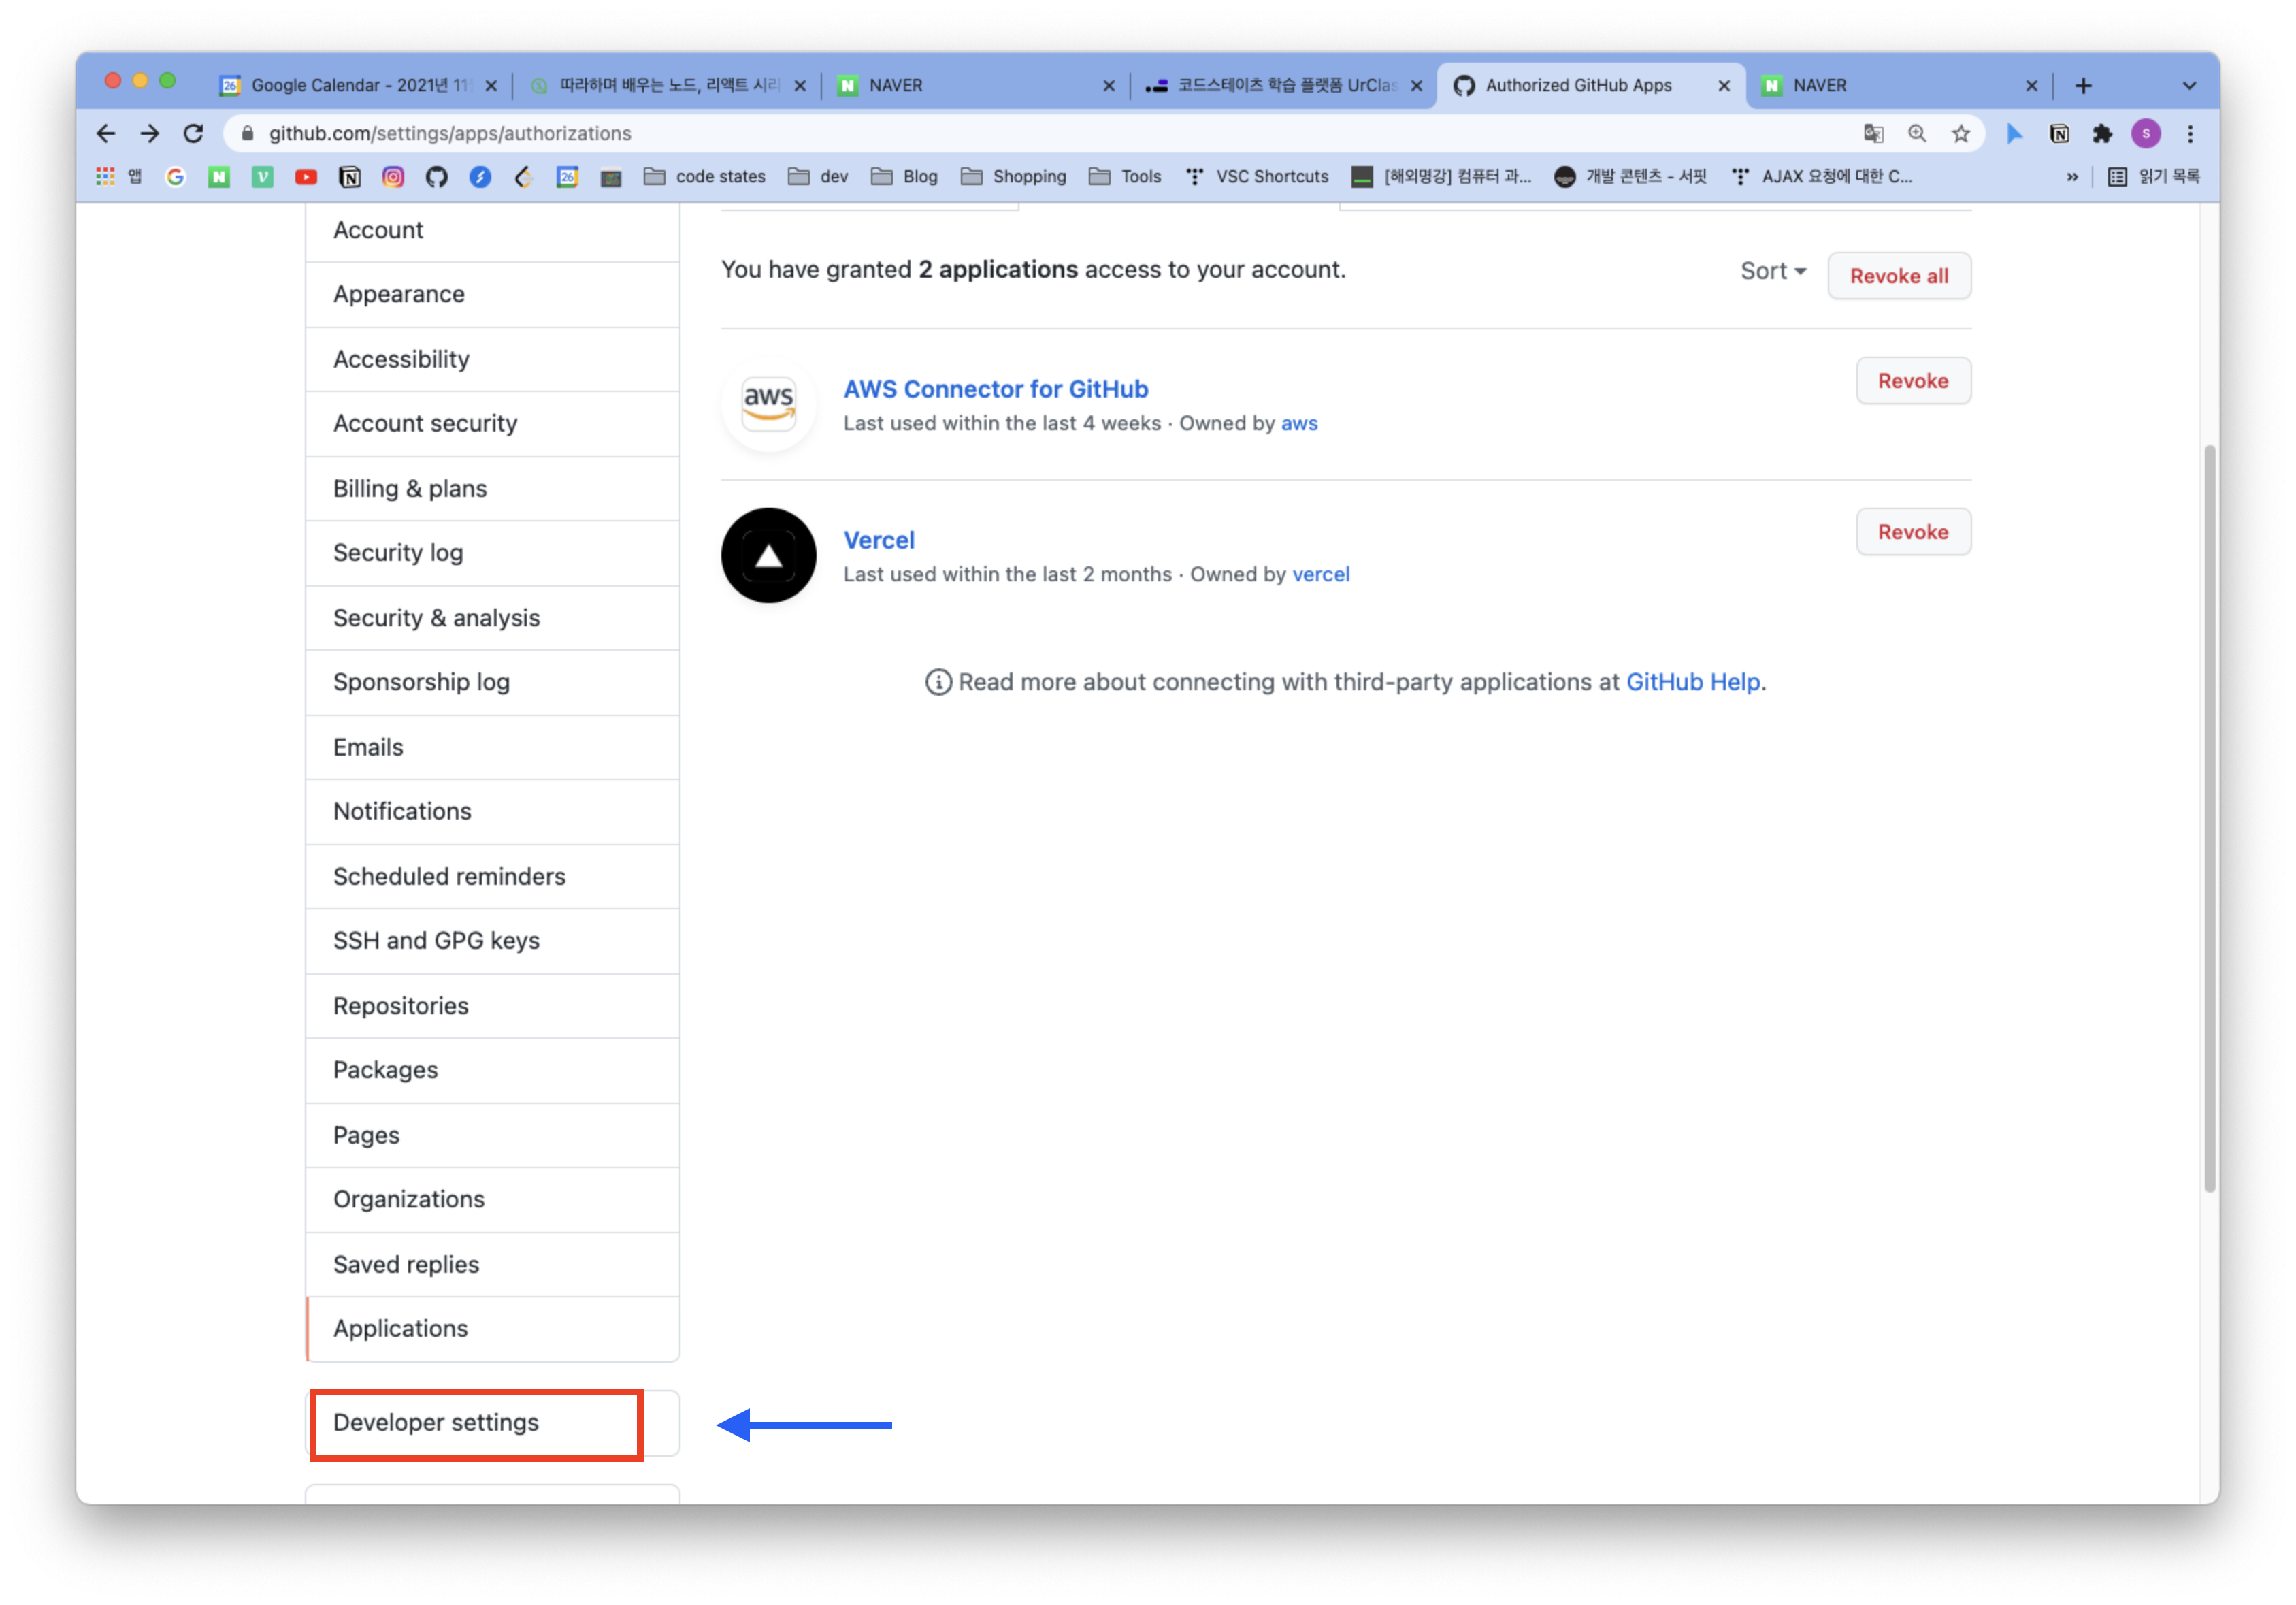 Google Calendar - 2021년 11
따라하며 배우는 노드, 리액트 시리
NAVER
코드스테이츠 학습 플랫폼 UrClas
Authorized GitHub Apps
NAVER
github.com/settings/apps/authorizations
앱
code states
dev
Blog
Shopping
Tools
VSC Shortcuts
[해외명강] 컴퓨터 과...
개발 콘텐츠 - 서핏
AJAX 요청에 대한 C...
»
읽기 목록
Account
Appearance
Accessibility
Account security
Billing & plans
Security log
Security & analysis
Sponsorship log
Emails
Notifications
Scheduled reminders
SSH and GPG keys
Repositories
Packages
Pages
Organizations
Saved replies
Applications
Developer settings
You have granted 2 applications access to your account.
Sort
Revoke all
aws
AWS Connector for GitHub
Last used within the last 4 weeks · Owned by aws
Revoke
Vercel
Last used within the last 2 months · Owned by vercel
Revoke
Read more about connecting with third-party applications at GitHub Help.